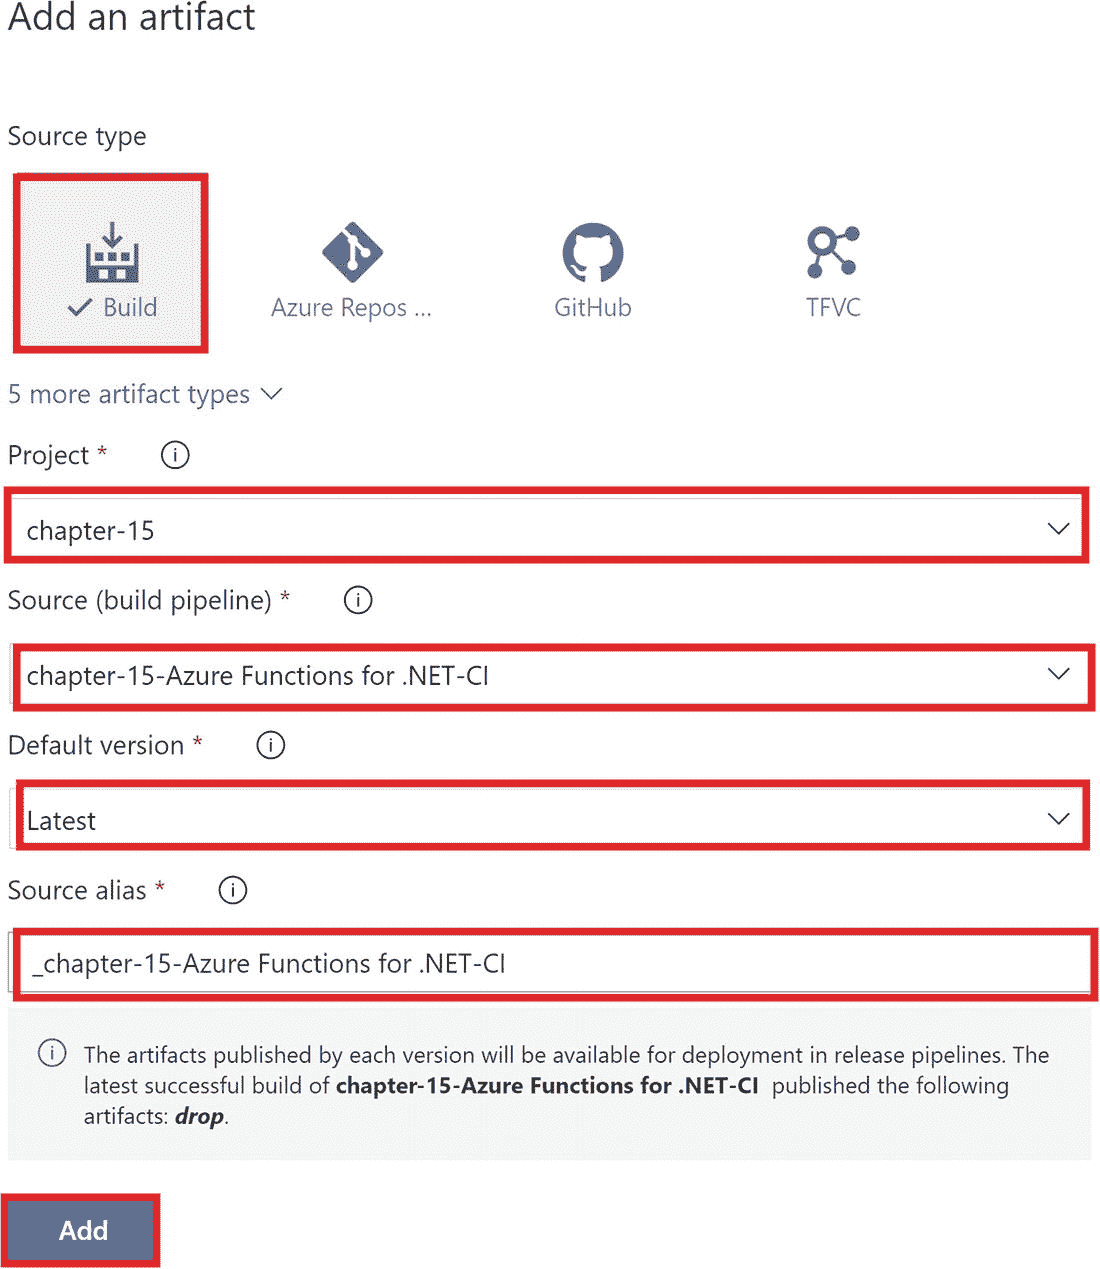 Add an artifact
Source type
Build
Azure Repos ...
GitHub
TFVC
5 more artifact types
Project *
chapter-15
Source (build pipeline) *
chapter-15-Azure Functions for .NET-CI
Default version *
Latest
Source alias *
_chapter-15-Azure Functions for .NET-CI
The artifacts published by each version will be available for deployment in release pipelines. The
latest successful build of chapter-15-Azure Functions for .NET-CI published the following
artifacts: drop.
Add